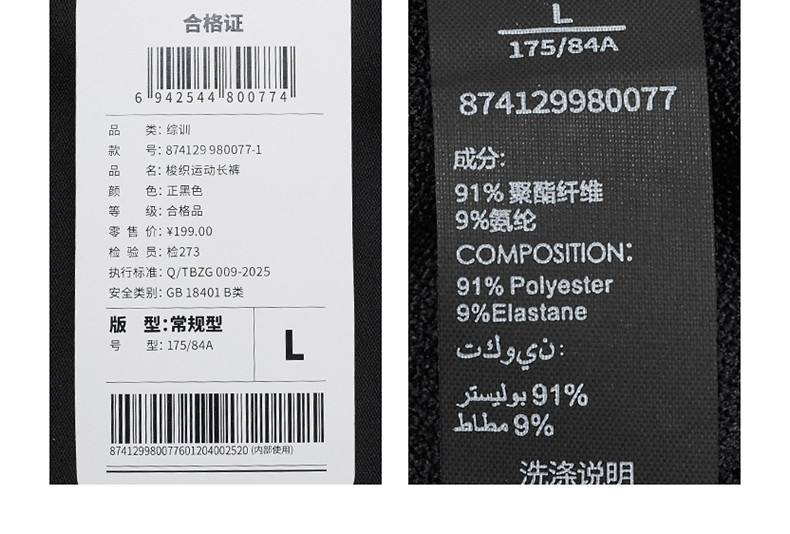 合格证
6 942544 800774
品 类: 综训
款 号: 874129 980077-1
品 名: 梭织运动长裤
颜 色: 正黑色
等 级: 合格品
零 售 价: ¥199.00
检 验 员: 检273
执行标准: Q/TBZG 009-2025
安全类别: GB 18401 B类
版 型: 常规型
号 型: 175/84A
L
874129980077601204002520 (内部使用)
L
175/84A
874129980077
成分:
91% 聚酯纤维
9%氨纶
COMPOSITION:
91% Polyester
9%Elastane
تكوين:
91% بوليستر
9% مطاط
洗涤说明